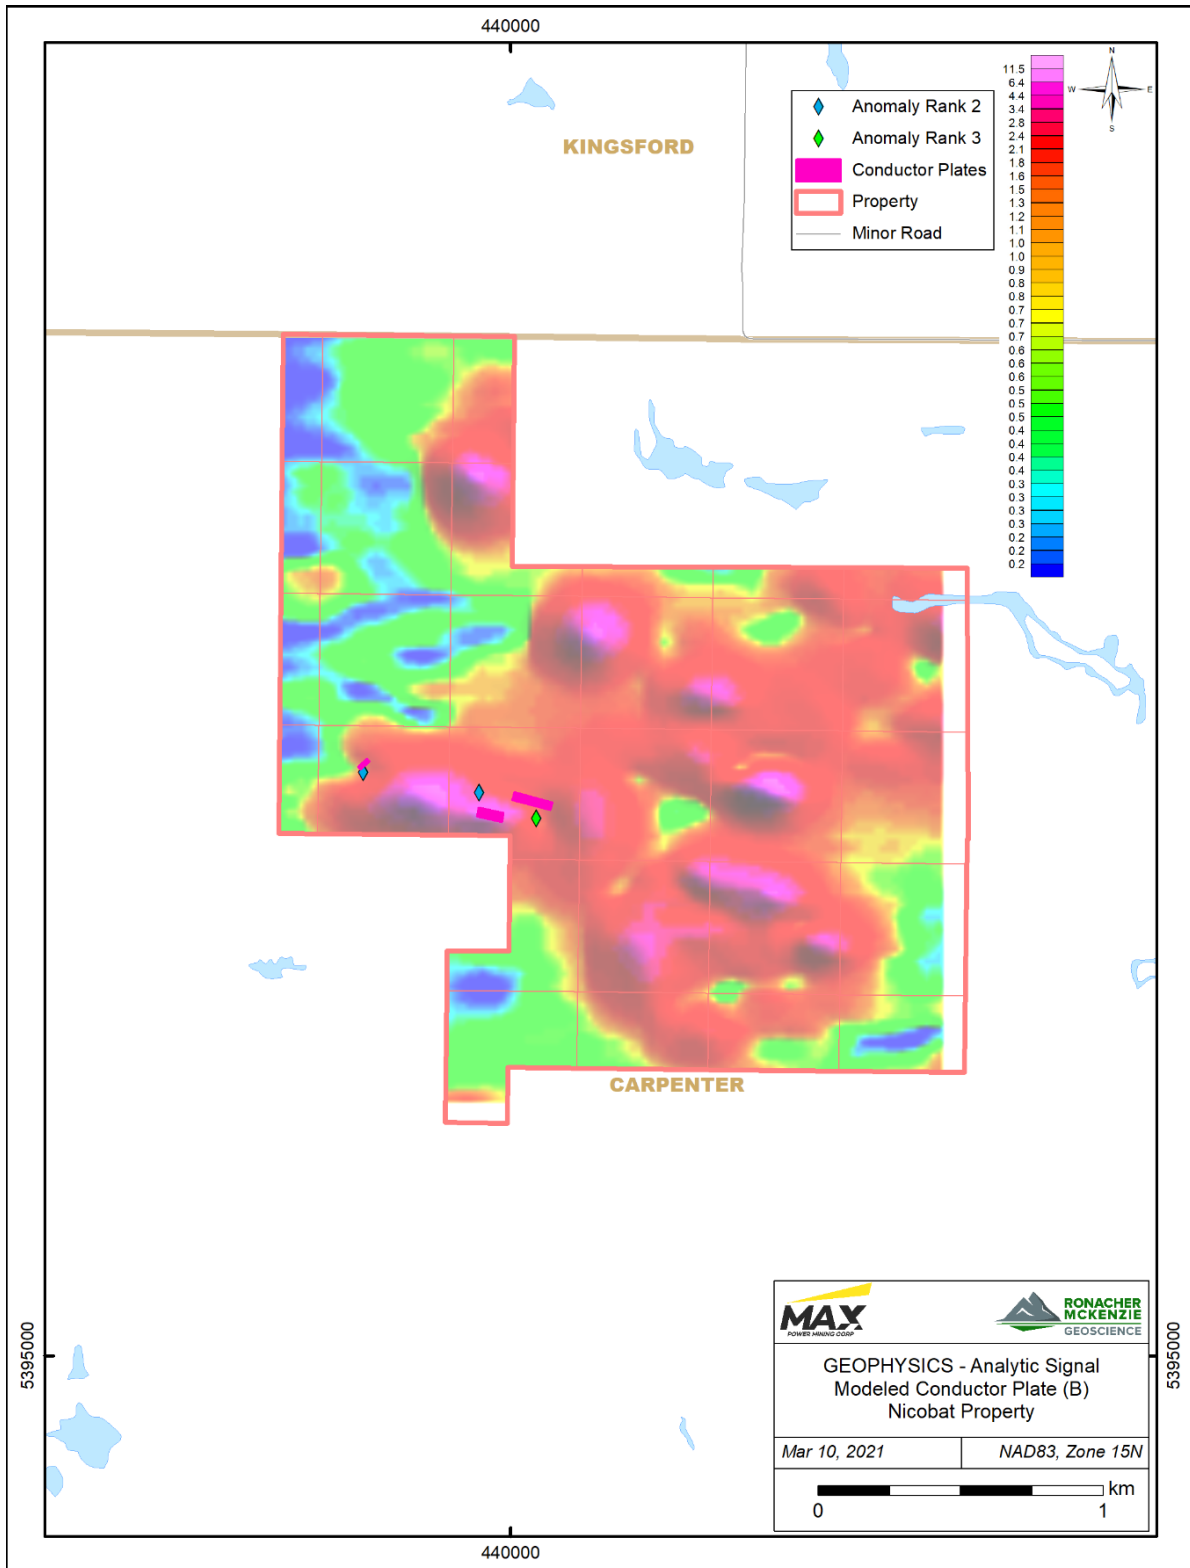 440000
KINGSFORD
Anomaly Rank 2
Anomaly Rank 3
Conductor Plates
Property
Minor Road
11.5
6.4
4.4
3.4
2.8
2.4
2.1
1.8
1.6
1.5
1.3
1.2
1.1
1.0
1.0
0.9
0.8
0.8
0.7
0.7
0.7
0.6
0.6
0.6
0.5
0.5
0.5
0.4
0.4
0.4
0.4
0.3
0.3
0.3
0.3
0.2
0.2
0.2
N
W
E
S
CARPENTER
5395000
5395000
MAX
POWER MINING CORP
RONACHER
MCKENZIE
GEOSCIENCE
GEOPHYSICS - Analytic Signal
Modeled Conductor Plate (B)
Nicobat Property
Mar 10, 2021
NAD83, Zone 15N
km
0
1
440000